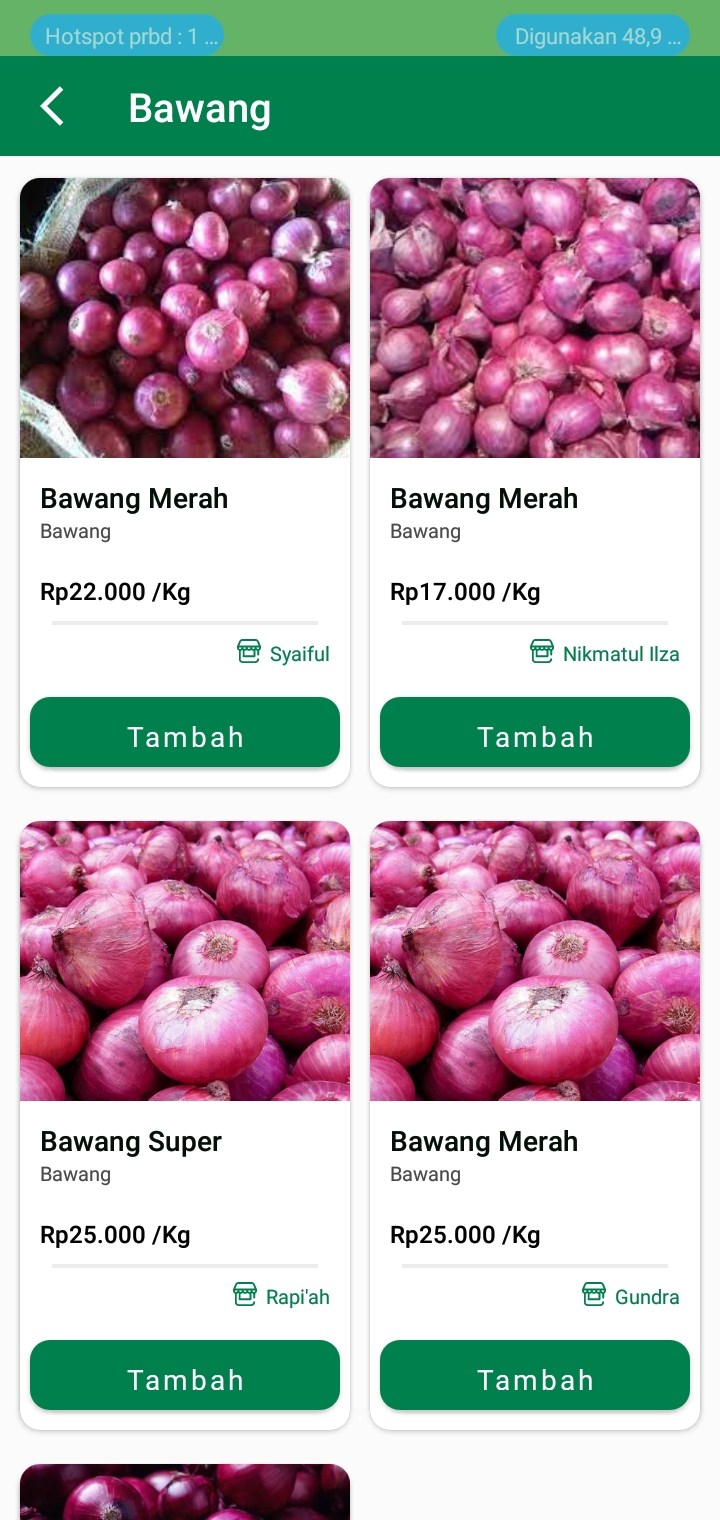 Hotspot prbd : 1 ...
Digunakan 48,9 ...
Bawang
Bawang Merah
Bawang
Rp22.000 /Kg
Syaiful
Tambah
Bawang Merah
Bawang
Rp17.000 /Kg
Nikmatul Ilza
Tambah
Bawang Super
Bawang
Rp25.000 /Kg
Rapi'ah
Tambah
Bawang Merah
Bawang
Rp25.000 /Kg
Gundra
Tambah